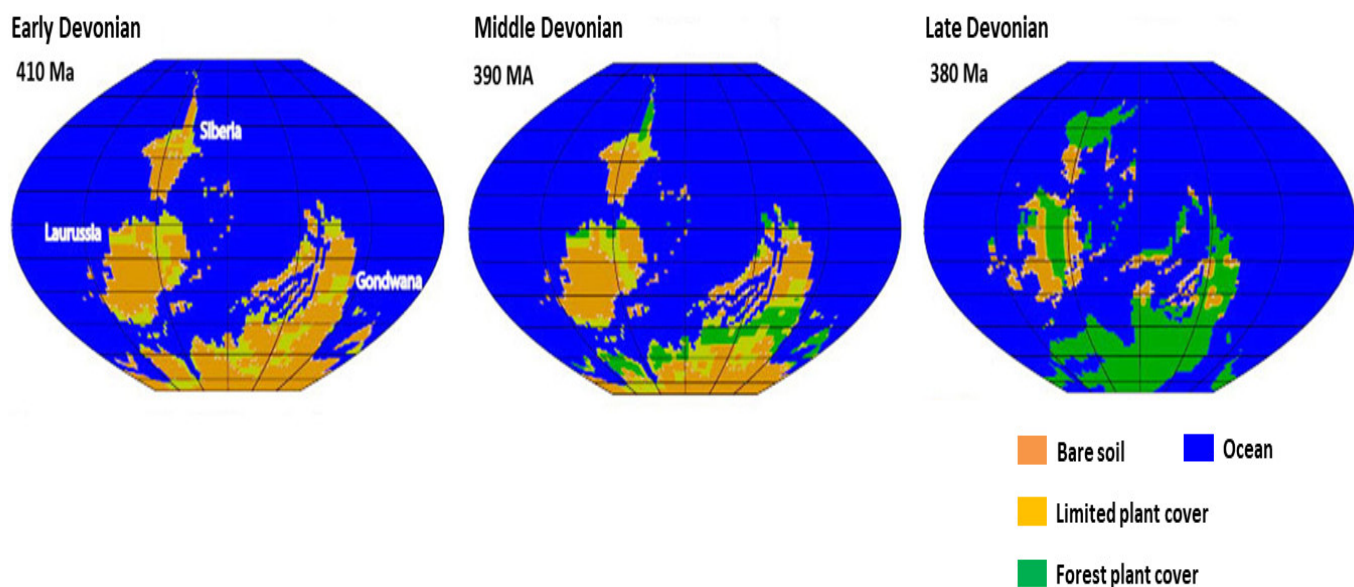 Early Devonian
410 Ma
Siberia
Laurussia
Gondwana
Middle Devonian
390 MA
Late Devonian
380 Ma
Bare soil
Ocean
Limited plant cover
Forest plant cover